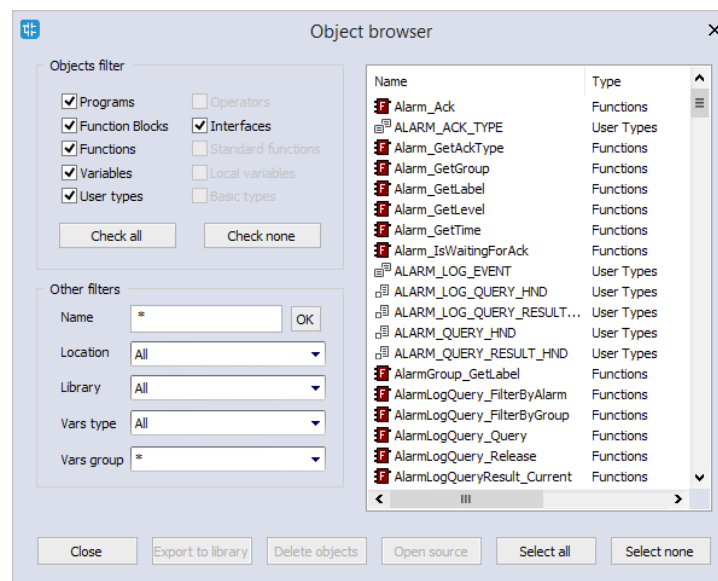 Object browser
Objects filter
Programs
Operators
Function Blocks
Interfaces
Functions
Standard functions
Variables
Local variables
User types
Basic types
Check all
Check none
Other filters
Name
*
OK
Location
All
Library
All
Vars type
All
Vars group
*
Name Type
Alarm_Ack Functions
ALARM_ACK_TYPE User Types
Alarm_GetAckType Functions
Alarm_GetGroup Functions
Alarm_GetLabel Functions
Alarm_GetLevel Functions
Alarm_GetTime Functions
Alarm_IsWaitingForAck Functions
ALARM_LOG_EVENT User Types
ALARM_LOG_QUERY_HND User Types
ALARM_LOG_QUERY_RESULT... User Types
ALARM_QUERY_HND User Types
ALARM_QUERY_RESULT_HND User Types
AlarmGroup_GetLabel Functions
AlarmLogQuery_FilterByAlarm Functions
AlarmLogQuery_FilterByGroup Functions
AlarmLogQuery_Query Functions
AlarmLogQuery_Release Functions
AlarmLogQueryResult_Current Functions
Close
Export to library
Delete objects
Open source
Select all
Select none